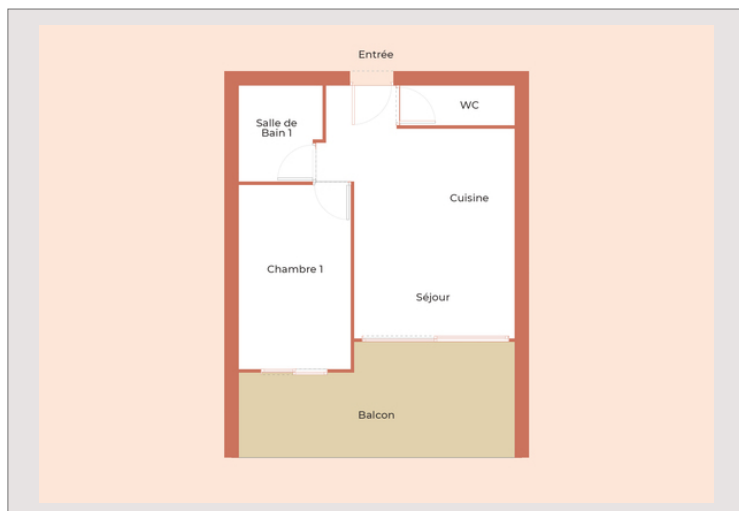 Entrée
WC
Salle de
Bain 1
Cuisine
Chambre 1
Séjour
Balcon